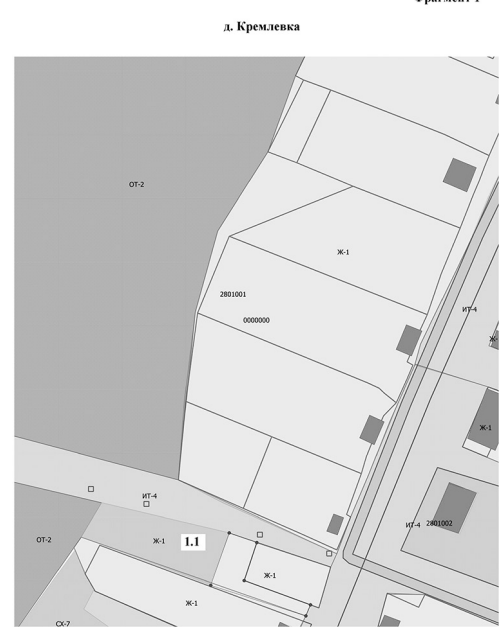 Фрагмент 1
д. Кремлевка
ОТ-2
Ж-1
2801001
0000000
ИТ-4
Ж-
Ж-1
ИТ-4
ИТ-4
2801002
ОТ-2
Ж-1
1.1
Ж-1
Ж-1
СХ-7